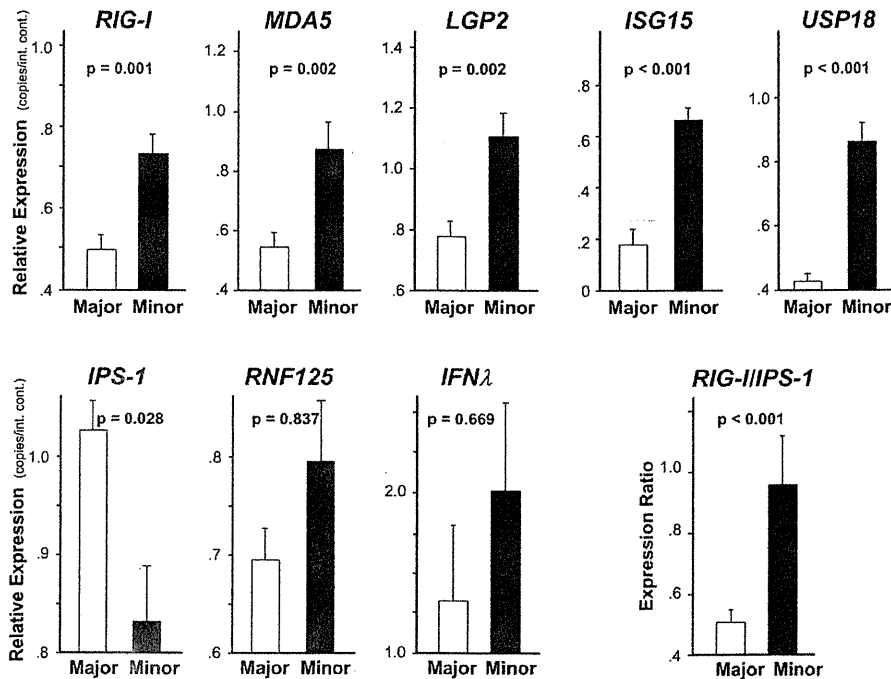 RIG-I MDA5 LGP2 ISG15 USP18
Relative Expression (copies/int. cont.)
1.0
.8
.6
.4
p = 0.001
Major Minor
1.2
1.0
.8
.6
.4
p = 0.002
Major Minor
1.4
1.2
1.0
.8
.6
p = 0.002
Major Minor
.8
.6
.4
.2
0
p < 0.001
Major Minor
1.0
.8
.6
.4
p < 0.001
Major Minor
IPS-1 RNF125 IFNλ RIG-I/IPS-1
Relative Expression (copies/int. cont.)
1.0
.9
.8
p = 0.028
Major Minor
.8
.7
.6
p = 0.837
Major Minor
2.0
1.0
p = 0.669
Major Minor
Expression Ratio
1.0
.8
.6
.4
p < 0.001
Major Minor